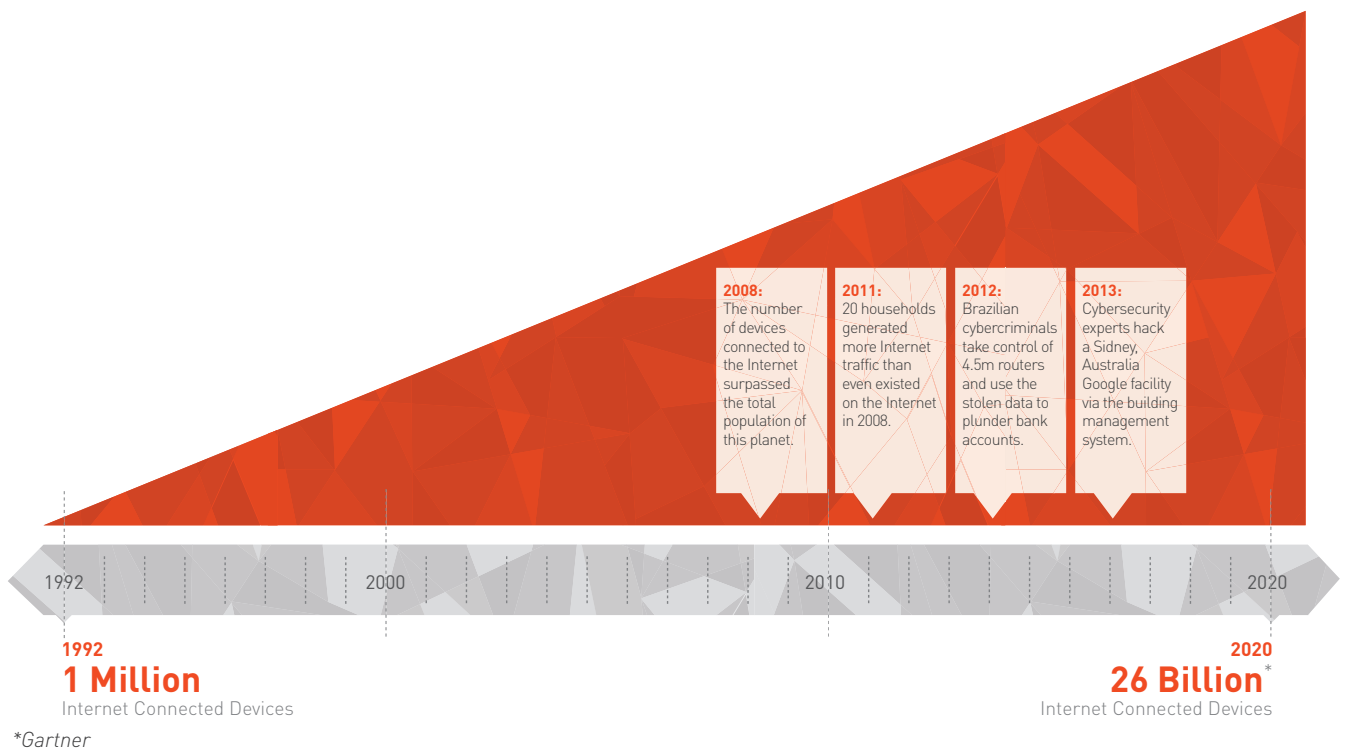 2008:
The number
of devices
connected to
the Internet
surpassed
the total
population of
this planet.
2011:
20 households
generated
more Internet
traffic than
even existed
on the Internet
in 2008.
2012:
Brazilian
cybercriminals
take control of
4.5m routers
and use the
stolen data to
plunder bank
accounts.
2013:
Cybersecurity
experts hack
a Sidney,
Australia
Google facility
via the building
management
system.
1992
2000
2010
2020
1992
1 Million
Internet Connected Devices
2020
26 Billion*
Internet Connected Devices
*Gartner